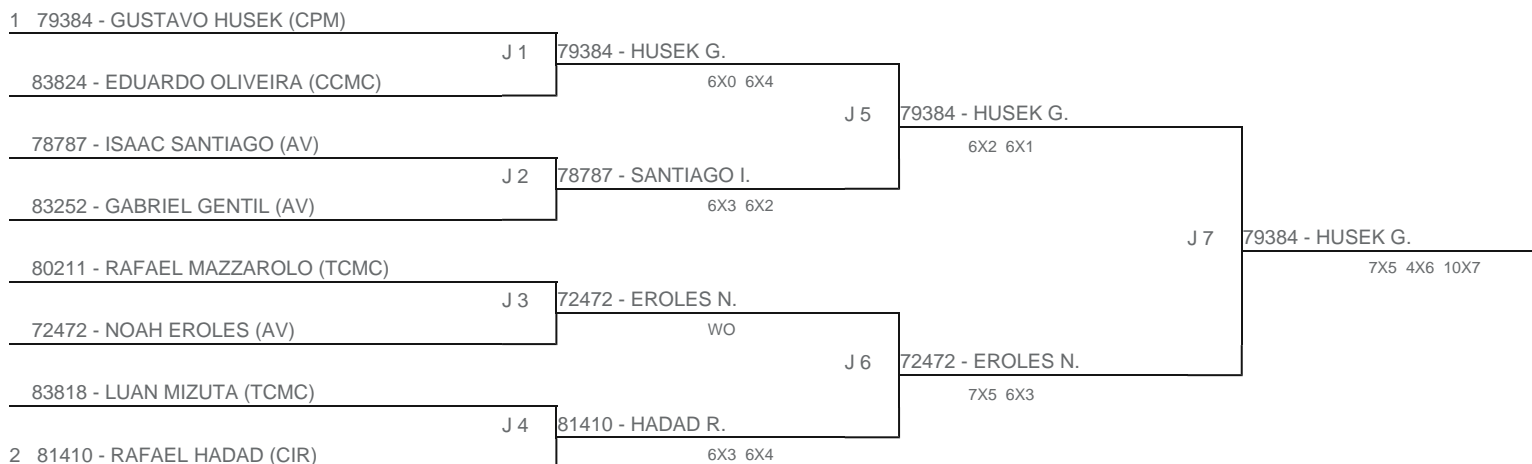 1 79384 - GUSTAVO HUSEK (CPM)
J 1
79384 - HUSEK G.
83824 - EDUARDO OLIVEIRA (CCMC)
6X0 6X4
J 5
79384 - HUSEK G.
78787 - ISAAC SANTIAGO (AV)
6X2 6X1
J 2
78787 - SANTIAGO I.
83252 - GABRIEL GENTIL (AV)
6X3 6X2
J 7
79384 - HUSEK G.
80211 - RAFAEL MAZZAROLO (TCMC)
7X5 4X6 10X7
J 3
72472 - EROLES N.
72472 - NOAH EROLES (AV)
WO
J 6
72472 - EROLES N.
83818 - LUAN MIZUTA (TCMC)
7X5 6X3
J 4
81410 - HADAD R.
2 81410 - RAFAEL HADAD (CIR)
6X3 6X4